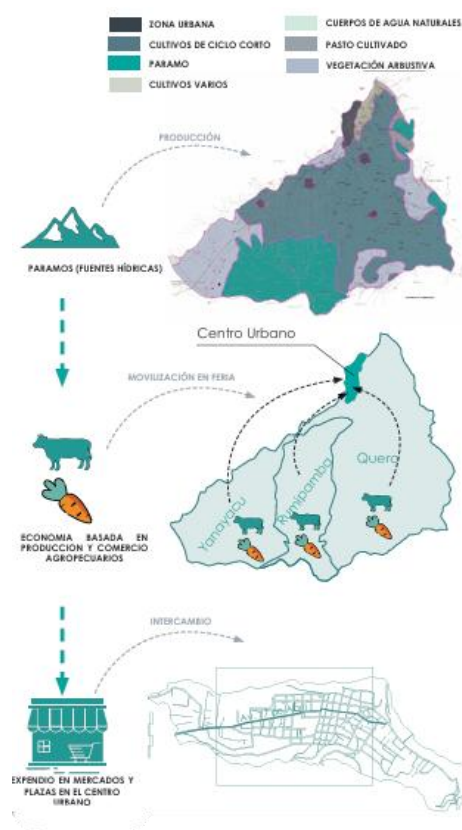 ZONA URBANA
CULTIVOS DE CICLO CORTO
PARAMO
CULTIVOS VARIOS
CUERPOS DE AGUA NATURALES
PASTO CULTIVADO
VEGETACIÓN ARBUSTIVA
PRODUCCIÓN
PARAMOS (FUENTES HÍDRICAS)
Centro Urbano
MOVILIZACIÓN EN FERIA
Yanayacu
Rumipamba
Quero
ECONOMIA BASADA EN
PRODUCCION Y COMERCIO
AGROPECUARIOS
INTERCAMBIO
EXPENDIO EN MERCADOS Y
PLAZAS EN EL CENTRO
URBANO